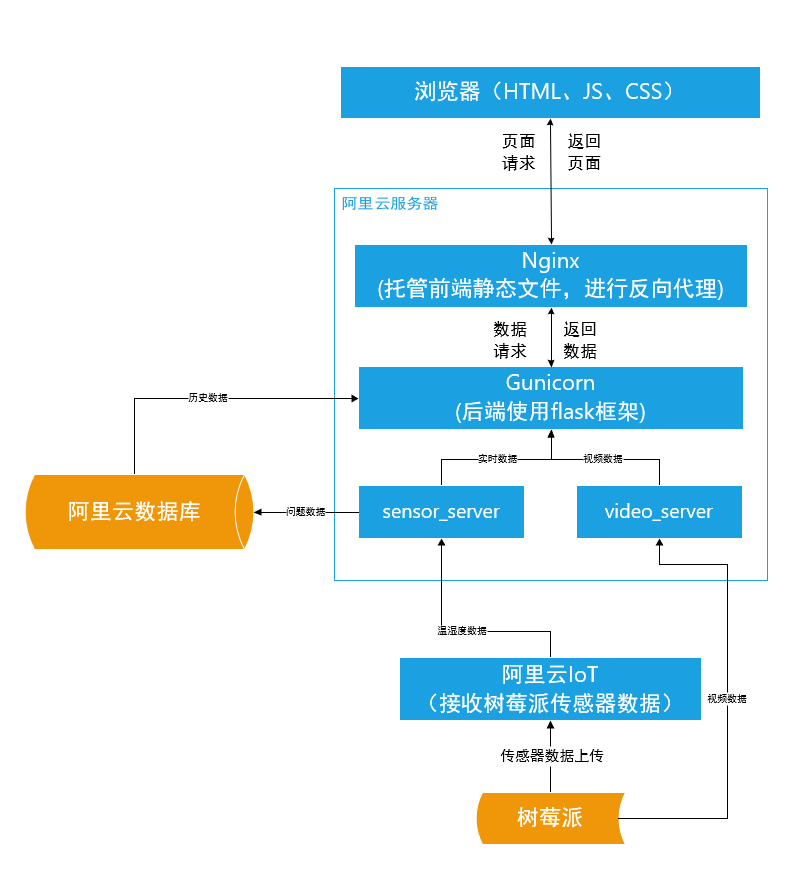 浏览器（HTML、JS、CSS）
页面
请求
返回
页面
阿里云服务器
Nginx
(托管前端静态文件，进行反向代理)
数据
请求
返回
数据
Gunicorn
(后端使用flask框架)
历史数据
实时数据
视频数据
阿里云数据库
问题数据
sensor_server
video_server
温湿度数据
阿里云IoT
（接收树莓派传感器数据）
视频数据
传感器数据上传
树莓派